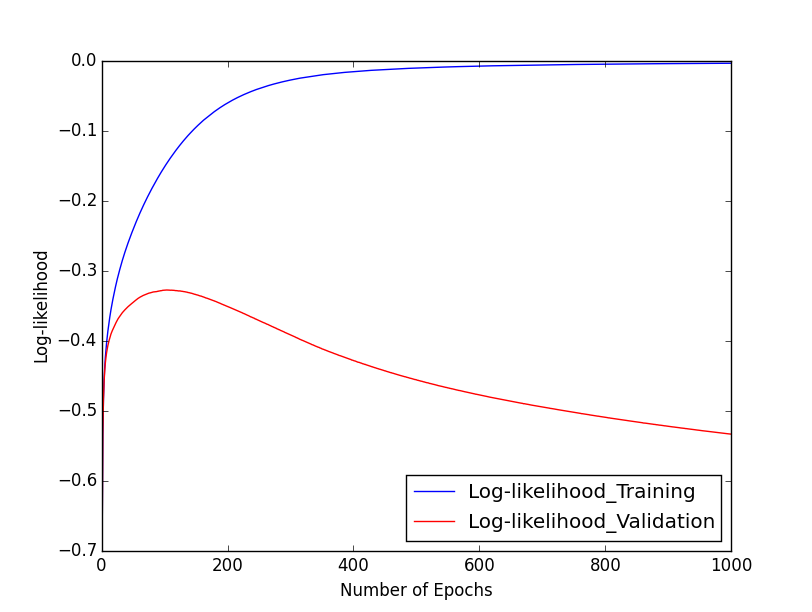 0.0
−0.1
−0.2
−0.3
−0.4
−0.5
−0.6
−0.7
Log-likelihood
Log-likelihood_Training
Log-likelihood_Validation
0 200 400 600 800 1000
Number of Epochs